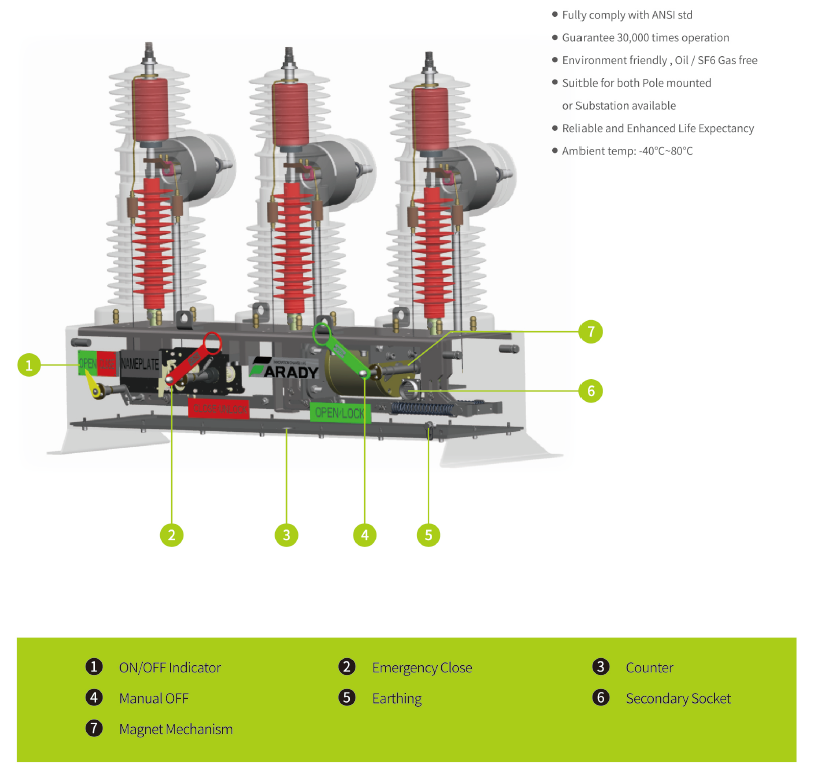 Fully comply with ANSI std
Guarantee 30,000 times operation
Environment friendly , Oil / SF6 Gas free
Suitble for both Pole mounted
or Substation available
Reliable and Enhanced Life Expectancy
Ambient temp: -40°C~80°C
7
1
OPEN
NAMEPLATE
ARADY
6
OPEN·LOCK
2
3
4
5
1 ON/OFF Indicator
2 Emergency Close
3 Counter
4 Manual OFF
5 Earthing
6 Secondary Socket
7 Magnet Mechanism